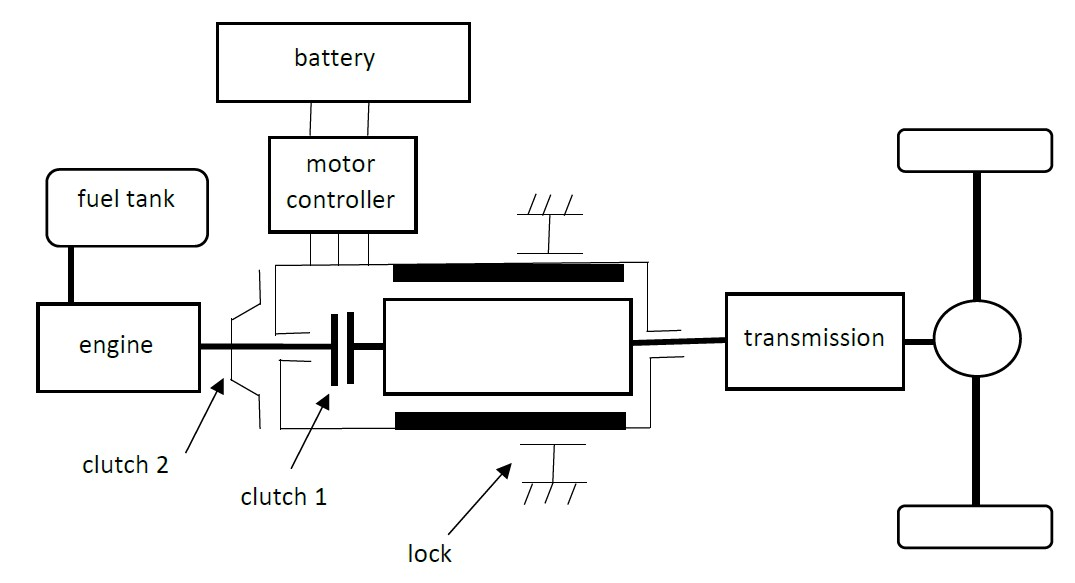 battery
motor
controller
fuel tank
engine
transmission
clutch 2
clutch 1
lock